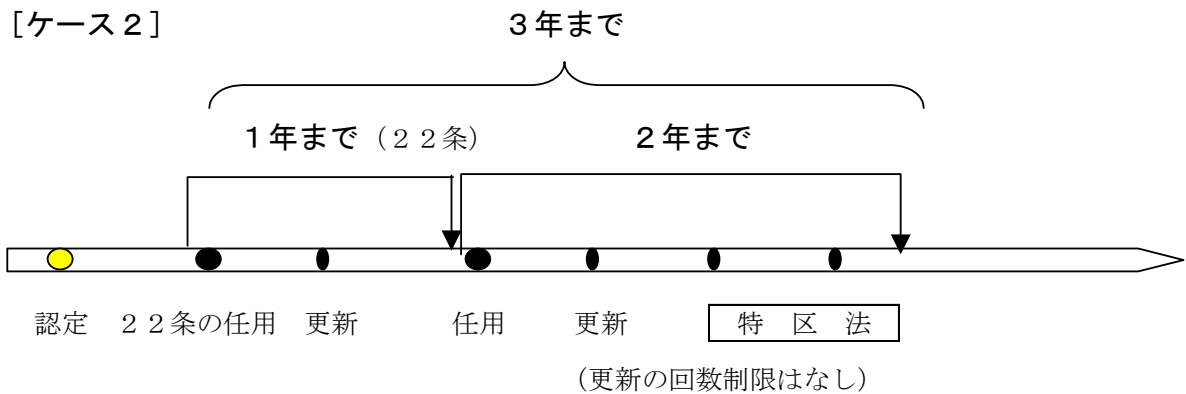 ［ケース２］ ３年まで
１年まで（２２条） ２年まで
認定 ２２条の任用 更新 任用 更新 特 区 法
（更新の回数制限はなし）